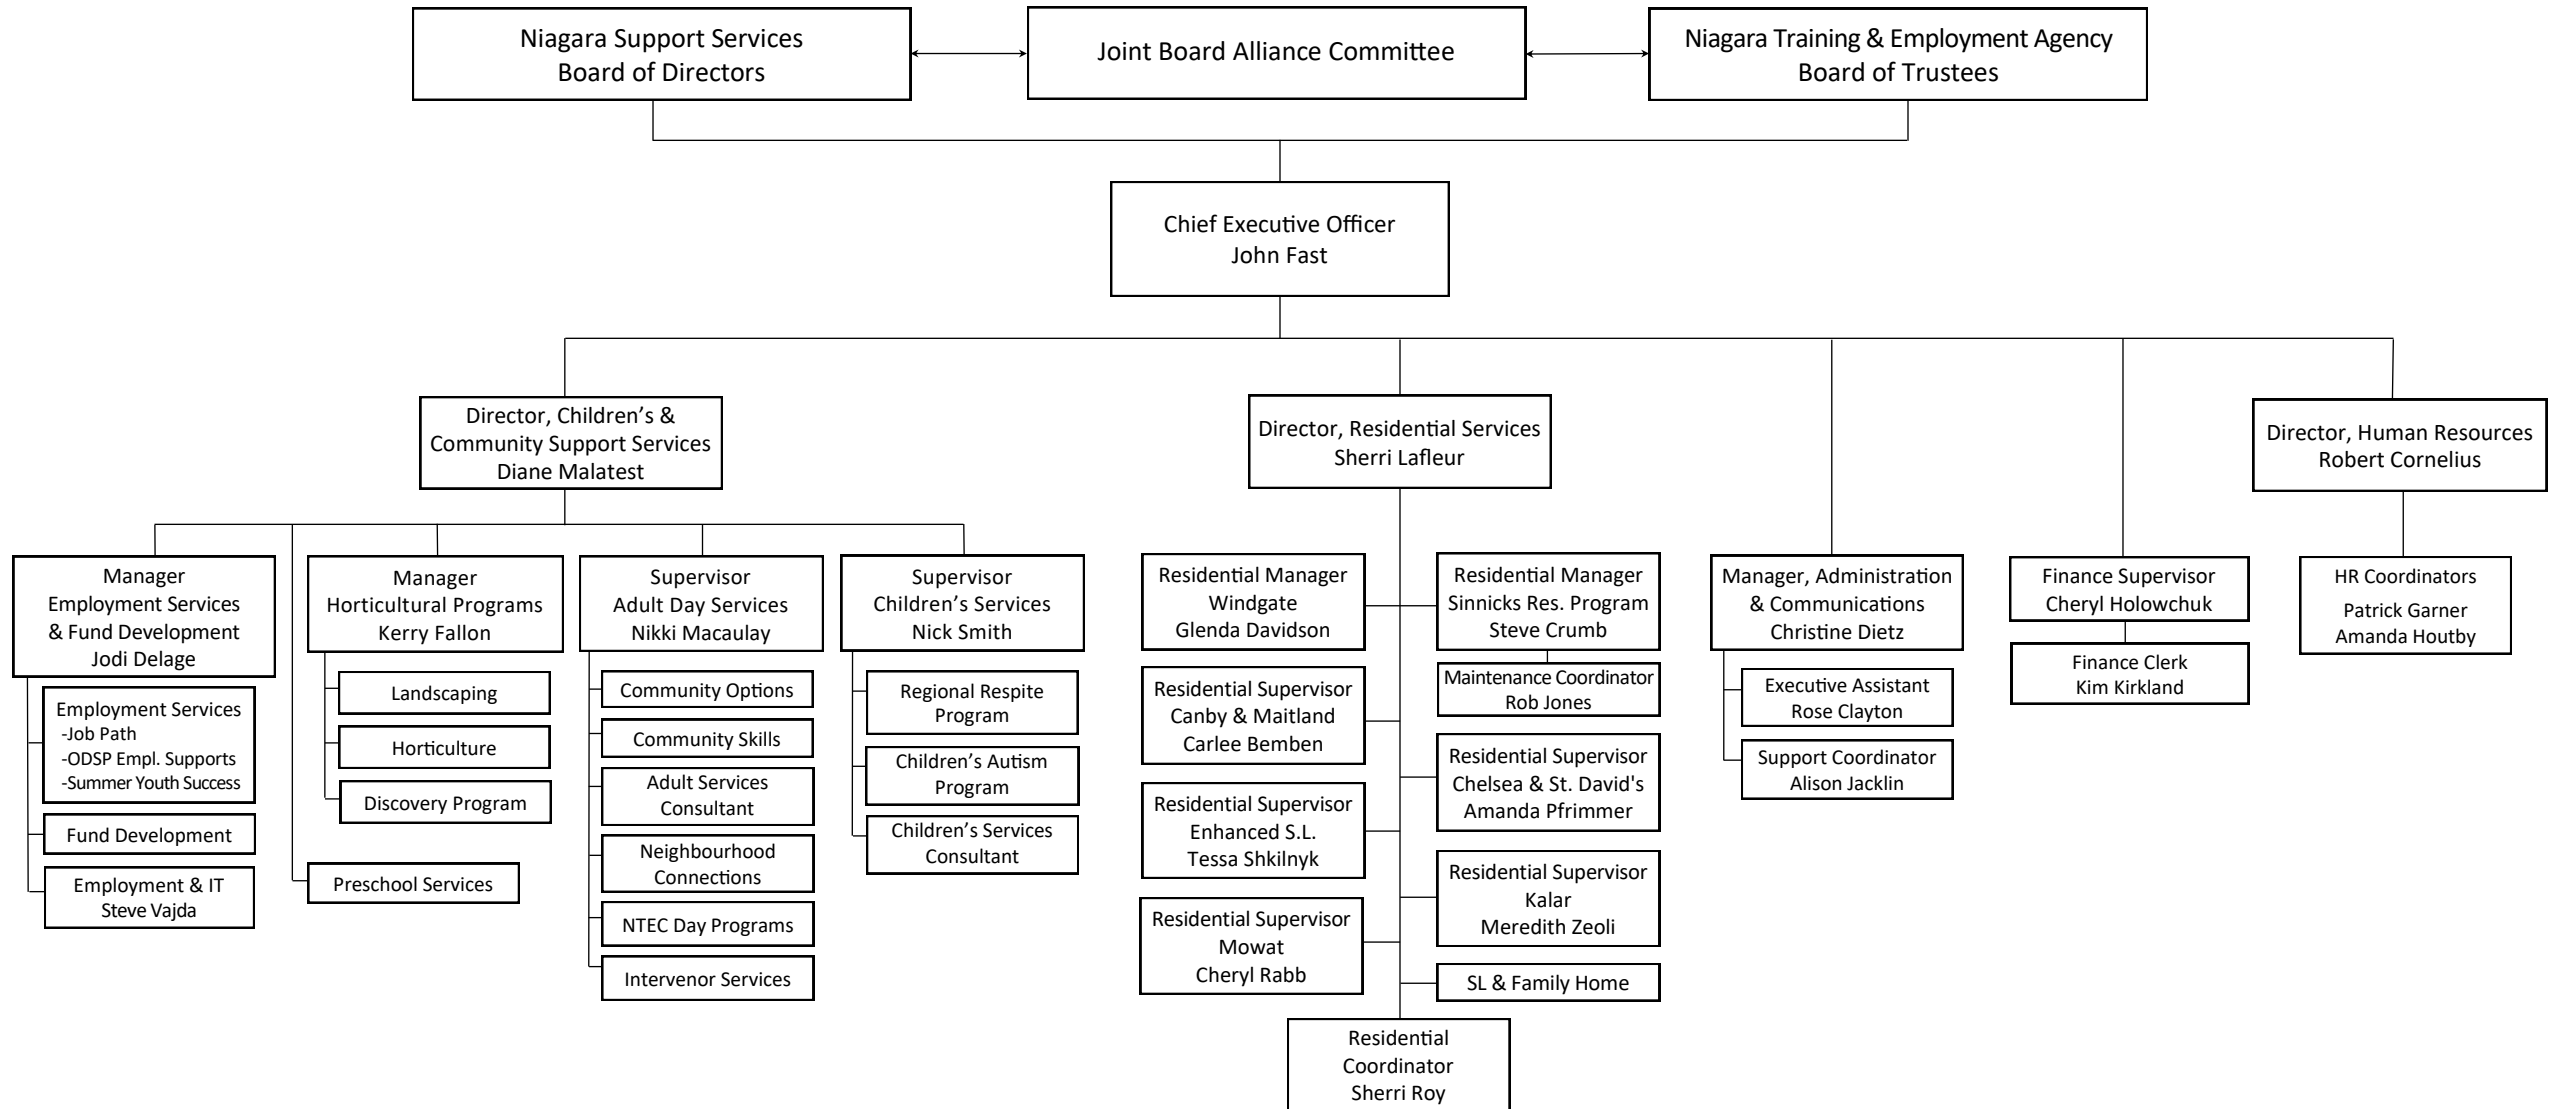 Niagara Support Services
Board of Directors
Joint Board Alliance Committee
Niagara Training & Employment Agency
Board of Trustees
Chief Executive Officer
John Fast
Director, Children’s &
Community Support Services
Diane Malatest
Director, Residential Services
Sherri Lafleur
Director, Human Resources
Robert Cornelius
Manager
Employment Services
& Fund Development
Jodi Delage
Employment Services
-Job Path
-ODSP Empl. Supports
-Summer Youth Success
Fund Development
Employment & IT
Steve Vajda
Manager
Horticultural Programs
Kerry Fallon
Landscaping
Horticulture
Discovery Program
Preschool Services
Supervisor
Adult Day Services
Nikki Macaulay
Community Options
Community Skills
Adult Services
Consultant
Neighbourhood
Connections
NTEC Day Programs
Intervenor Services
Supervisor
Children’s Services
Nick Smith
Regional Respite
Program
Children’s Autism
Program
Children’s Services
Consultant
Residential Manager
Windgate
Glenda Davidson
Residential Supervisor
Canby & Maitland
Carlee Bemben
Residential Supervisor
Enhanced S.L.
Tessa Shkilnyk
Residential Supervisor
Mowat
Cheryl Rabb
Residential Manager
Sinnicks Res. Program
Steve Crumb
Maintenance Coordinator
Rob Jones
Residential Supervisor
Chelsea & St. David's
Amanda Pfrimmer
Residential Supervisor
Kalar
Meredith Zeoli
SL & Family Home
Residential
Coordinator
Sherri Roy
Manager, Administration
& Communications
Christine Dietz
Executive Assistant
Rose Clayton
Support Coordinator
Alison Jacklin
Finance Supervisor
Cheryl Holowchuk
Finance Clerk
Kim Kirkland
HR Coordinators
Patrick Garner
Amanda Houtby